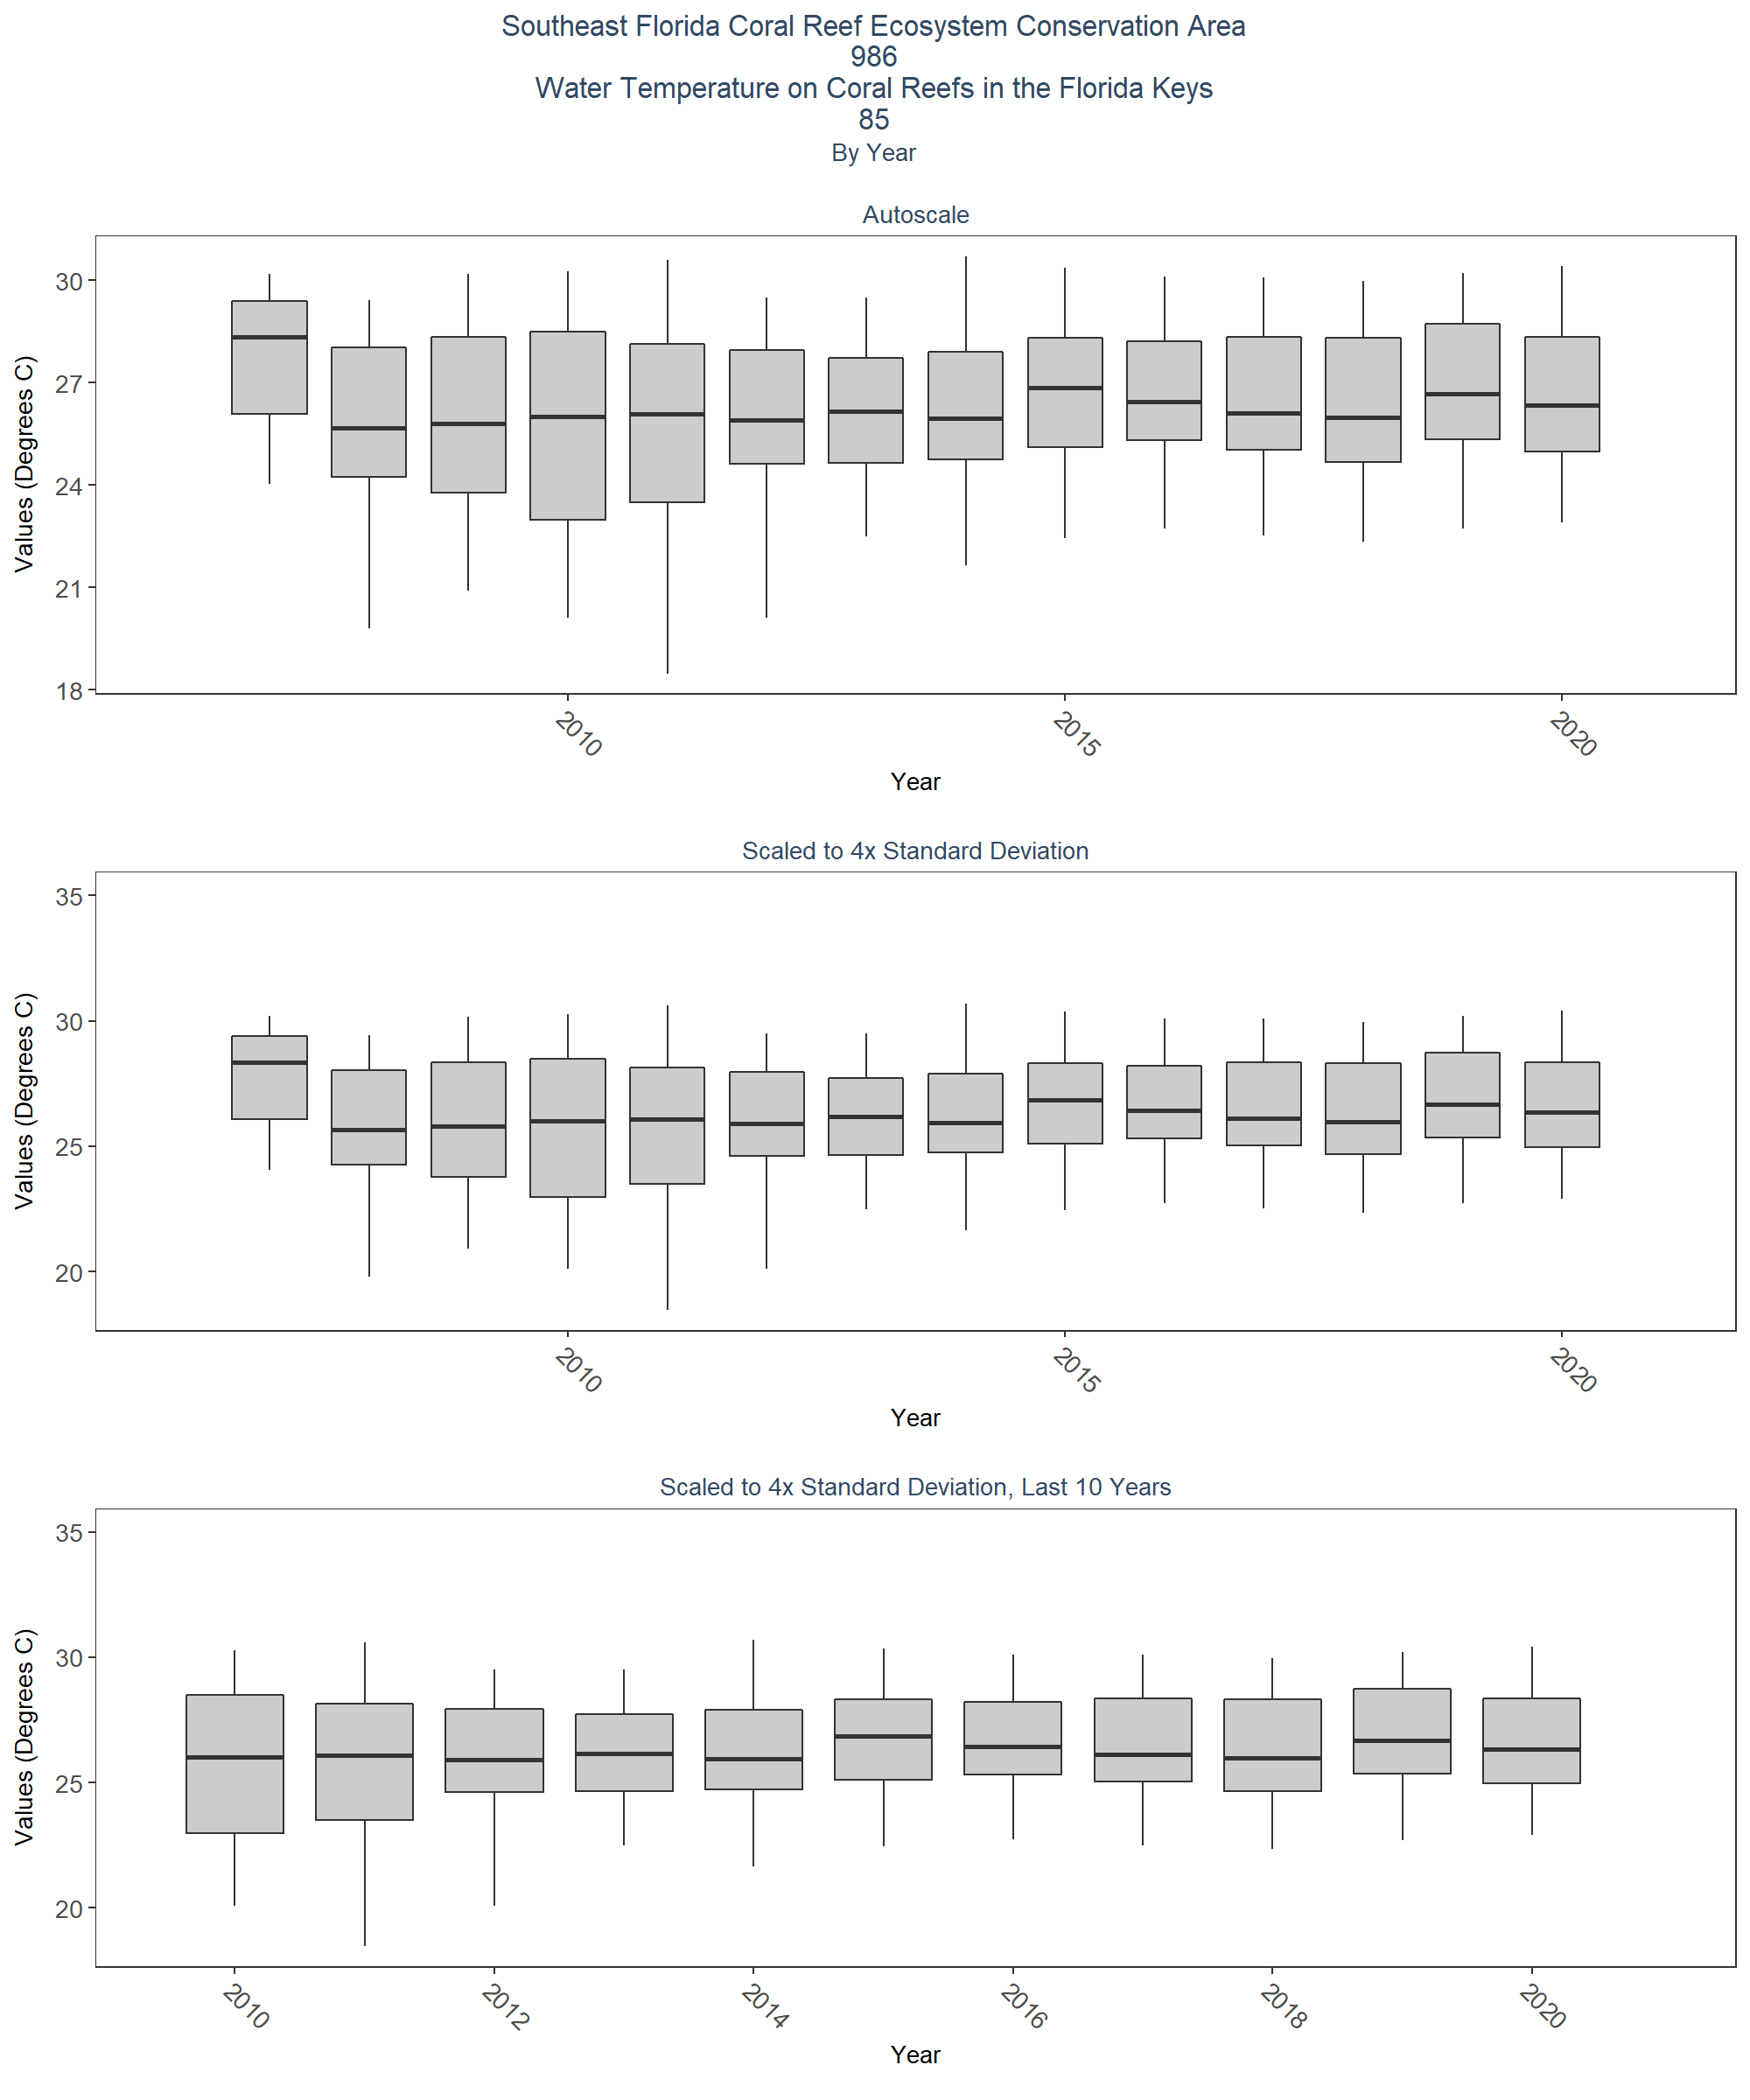 Southeast Florida Coral Reef Ecosystem Conservation Area
986
Water Temperature on Coral Reefs in the Florida Keys
85
By Year
Autoscale
Values (Degrees C)
30
27
24
21
18
2010
2015
2020
Year
Scaled to 4x Standard Deviation
Values (Degrees C)
35
30
25
20
2010
2015
2020
Year
Scaled to 4x Standard Deviation, Last 10 Years
Values (Degrees C)
35
30
25
20
2010
2012
2014
2016
2018
2020
Year